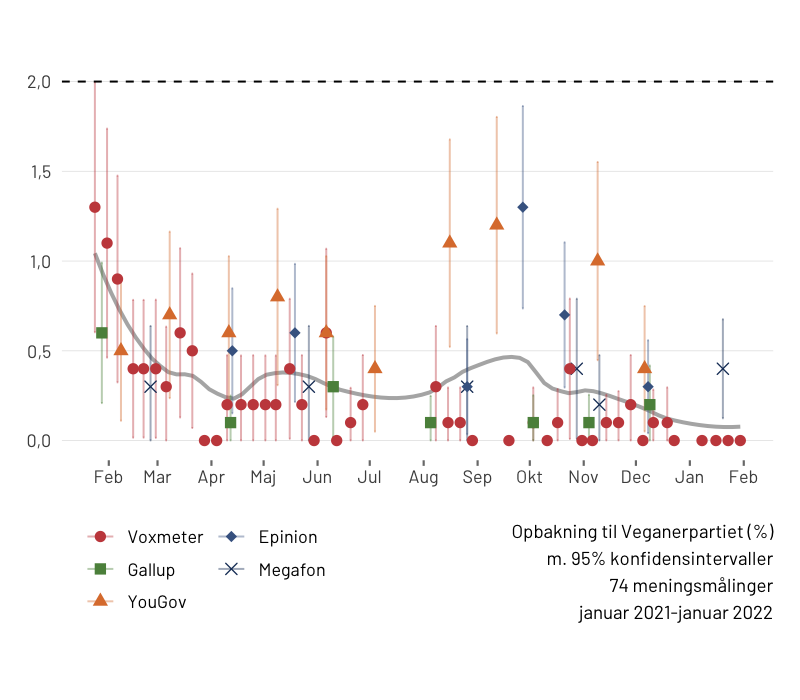 2,0
1,5
1,0
0,5
0,0
Feb Mar Apr Maj Jun Jul Aug Sep Okt Nov Dec Jan Feb
Voxmeter Epinion
Gallup Megafon
YouGov
Opbakning til Veganerpartiet (%)
m. 95% konfidensintervaller
74 meningsmålinger
januar 2021-januar 2022